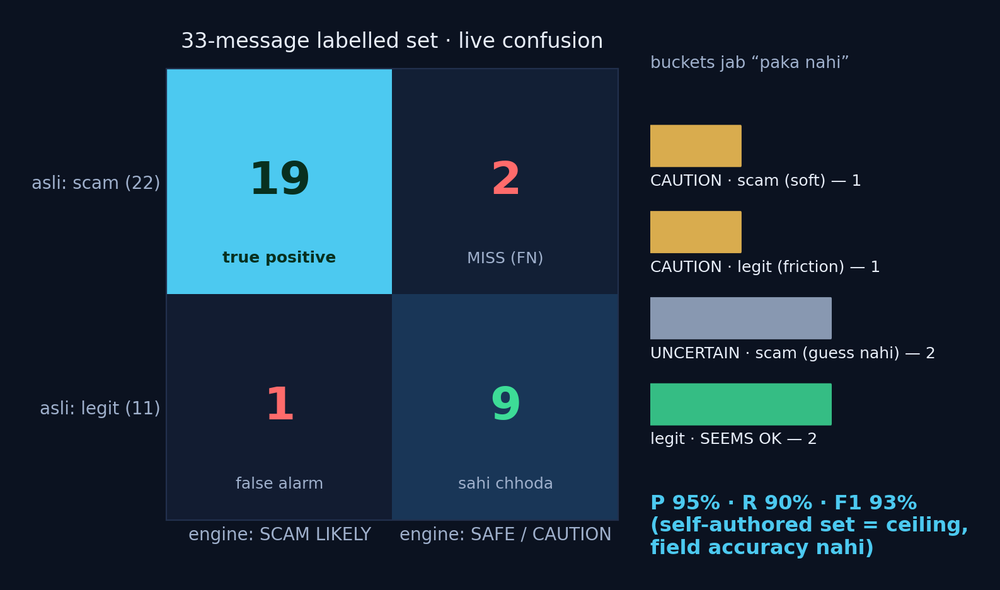 33-message labelled set · live confusion
buckets jab “paka nahi”
asli: scam (22)
19
true positive
2
MISS (FN)
asli: legit (11)
1
false alarm
9
sahi chhoda
engine: SCAM LIKELY
engine: SAFE / CAUTION
CAUTION · scam (soft) — 1
CAUTION · legit (friction) — 1
UNCERTAIN · scam (guess nahi) — 2
legit · SEEMS OK — 2
P 95% · R 90% · F1 93%
(self-authored set = ceiling,
field accuracy nahi)